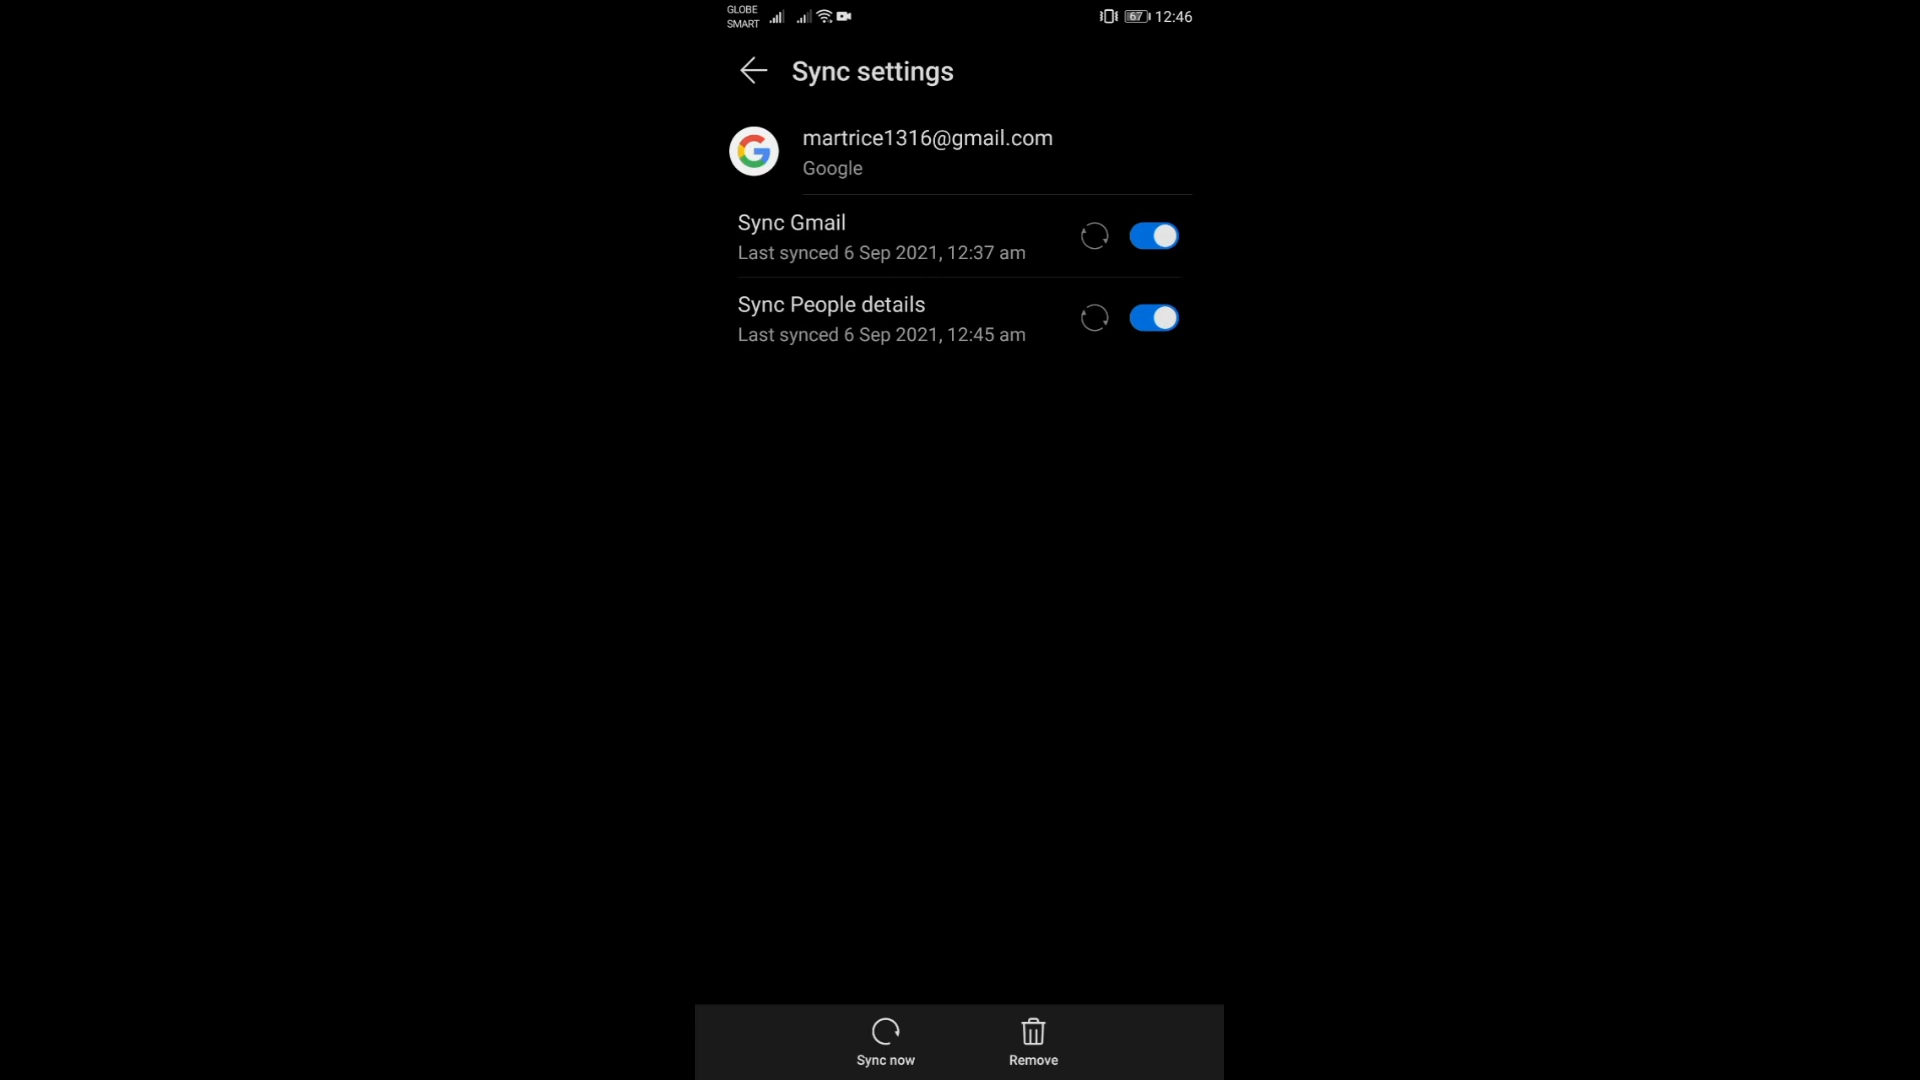 GLOBE
SMART
67 12:46
Sync settings
martrice1316@gmail.com
Google
Sync Gmail
Last synced 6 Sep 2021, 12:37 am
Sync People details
Last synced 6 Sep 2021, 12:45 am
Sync now
Remove